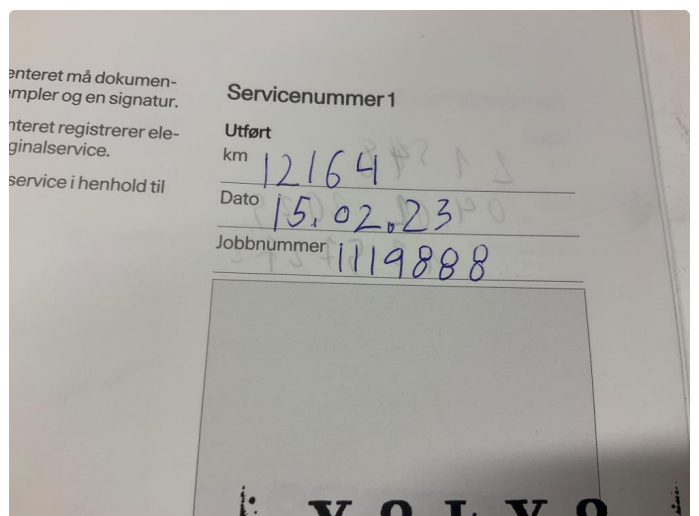 enteret må dokumen-
mpler og en signatur.
nteret registrerer ele-
ginalservice.
service i henhold til
Servicenummer 1
Utført
km 12164
Dato 15.02.23
Jobbnummer 1119888
VOLVO